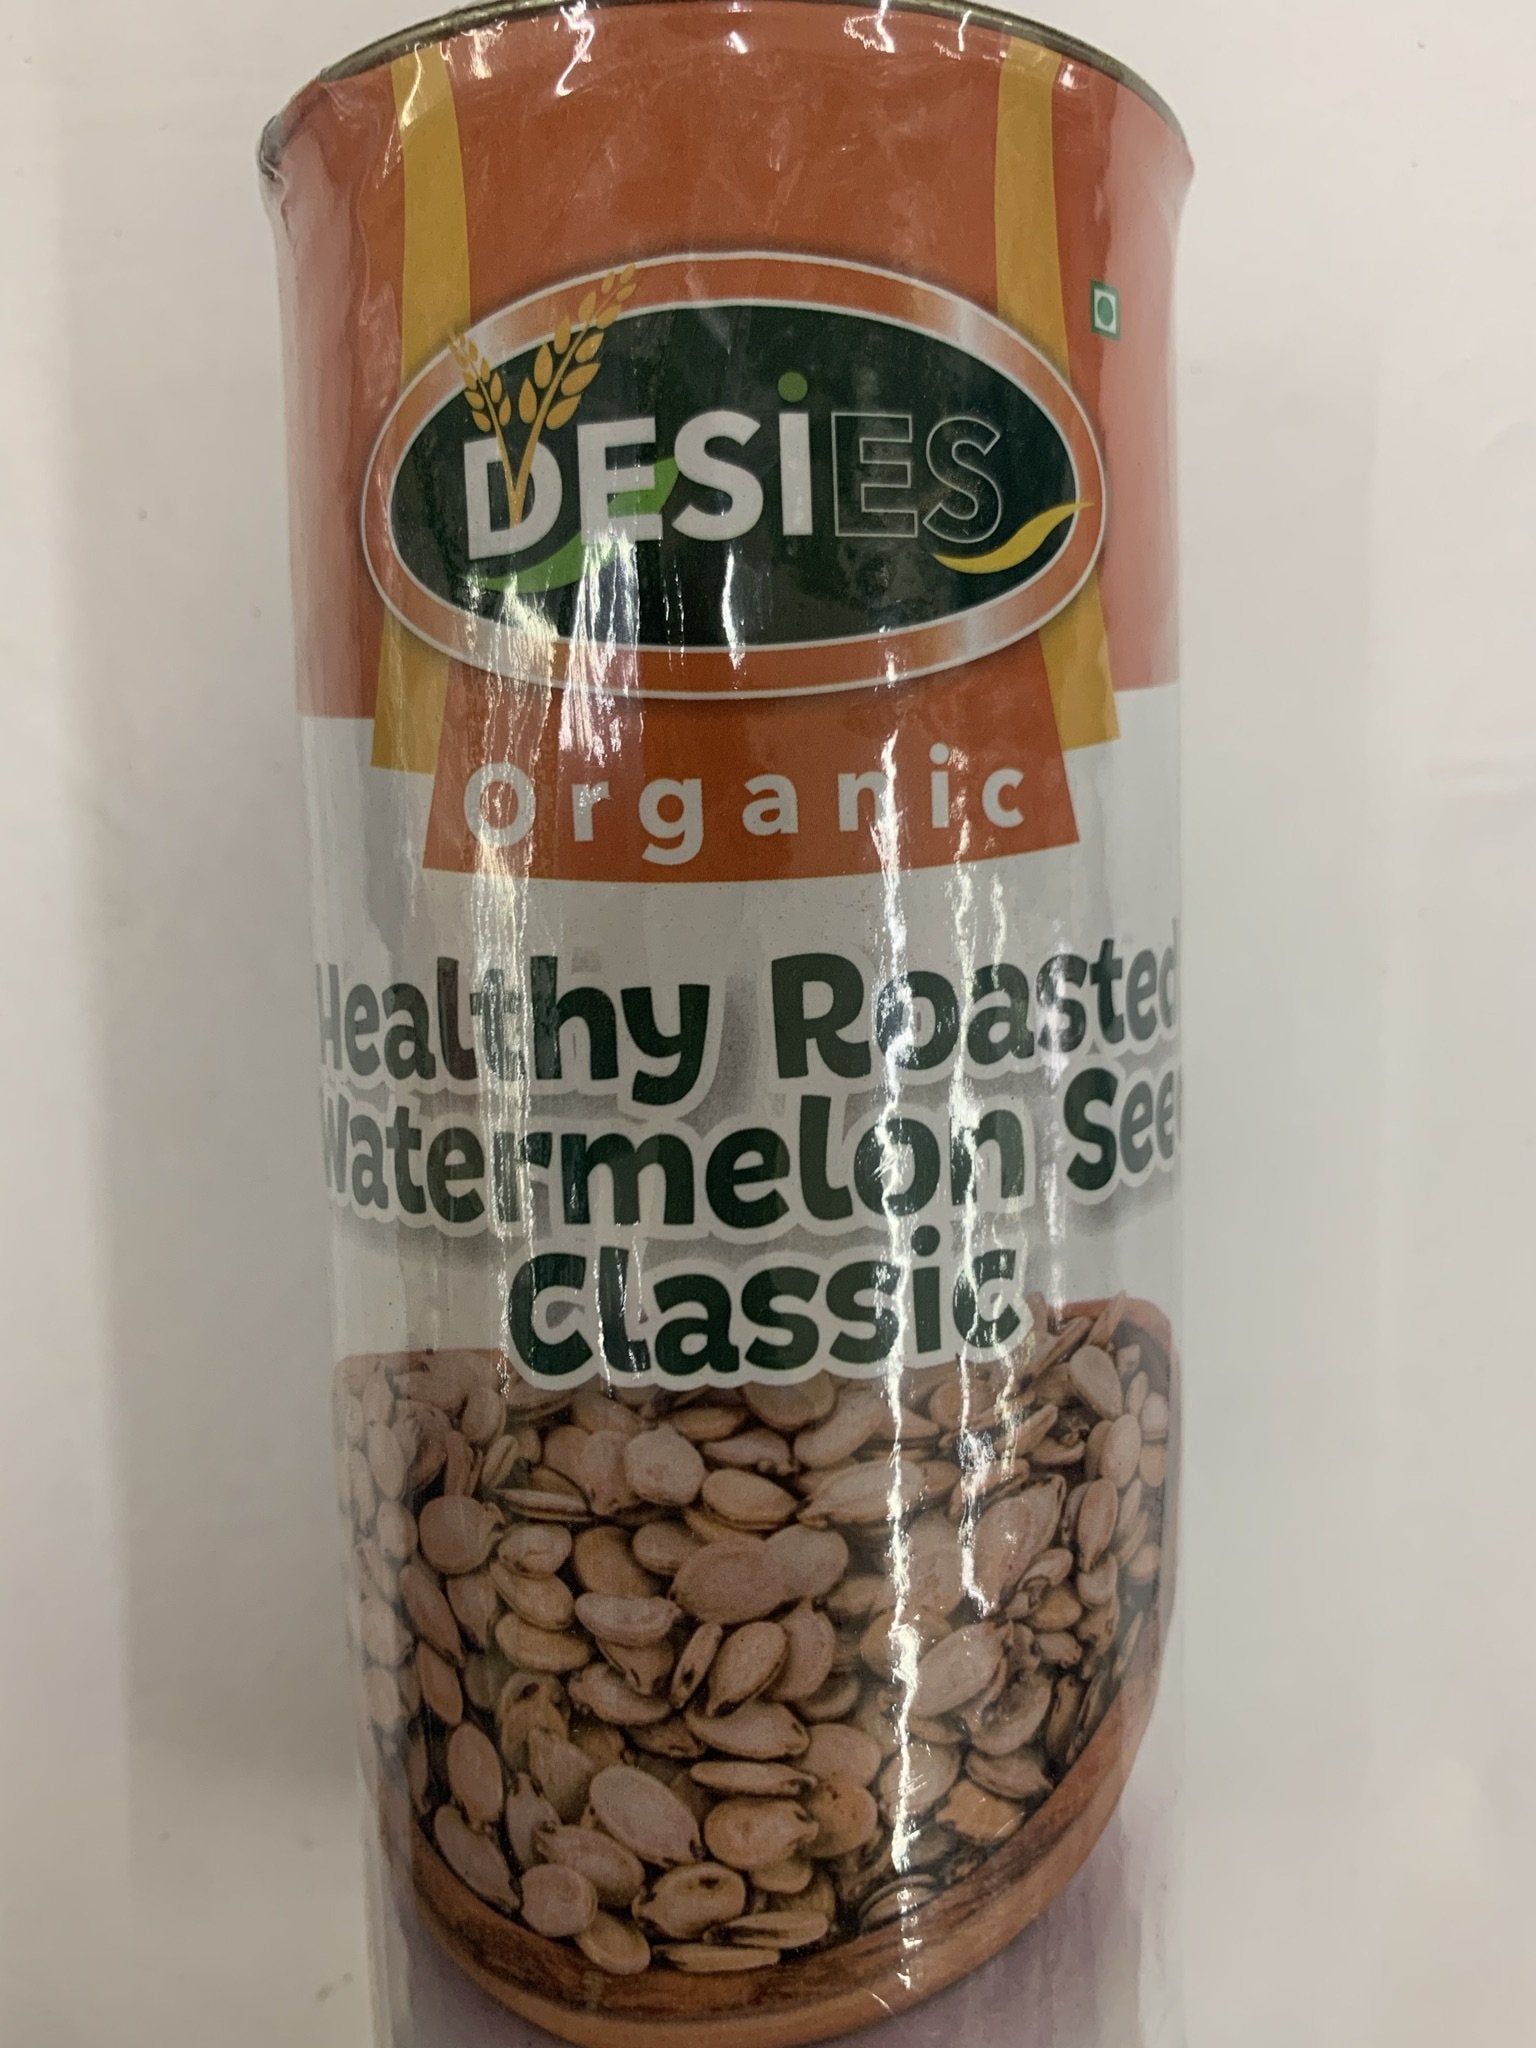 DESiES
Organic
Healthy Roasted
Watermelon See
Classic